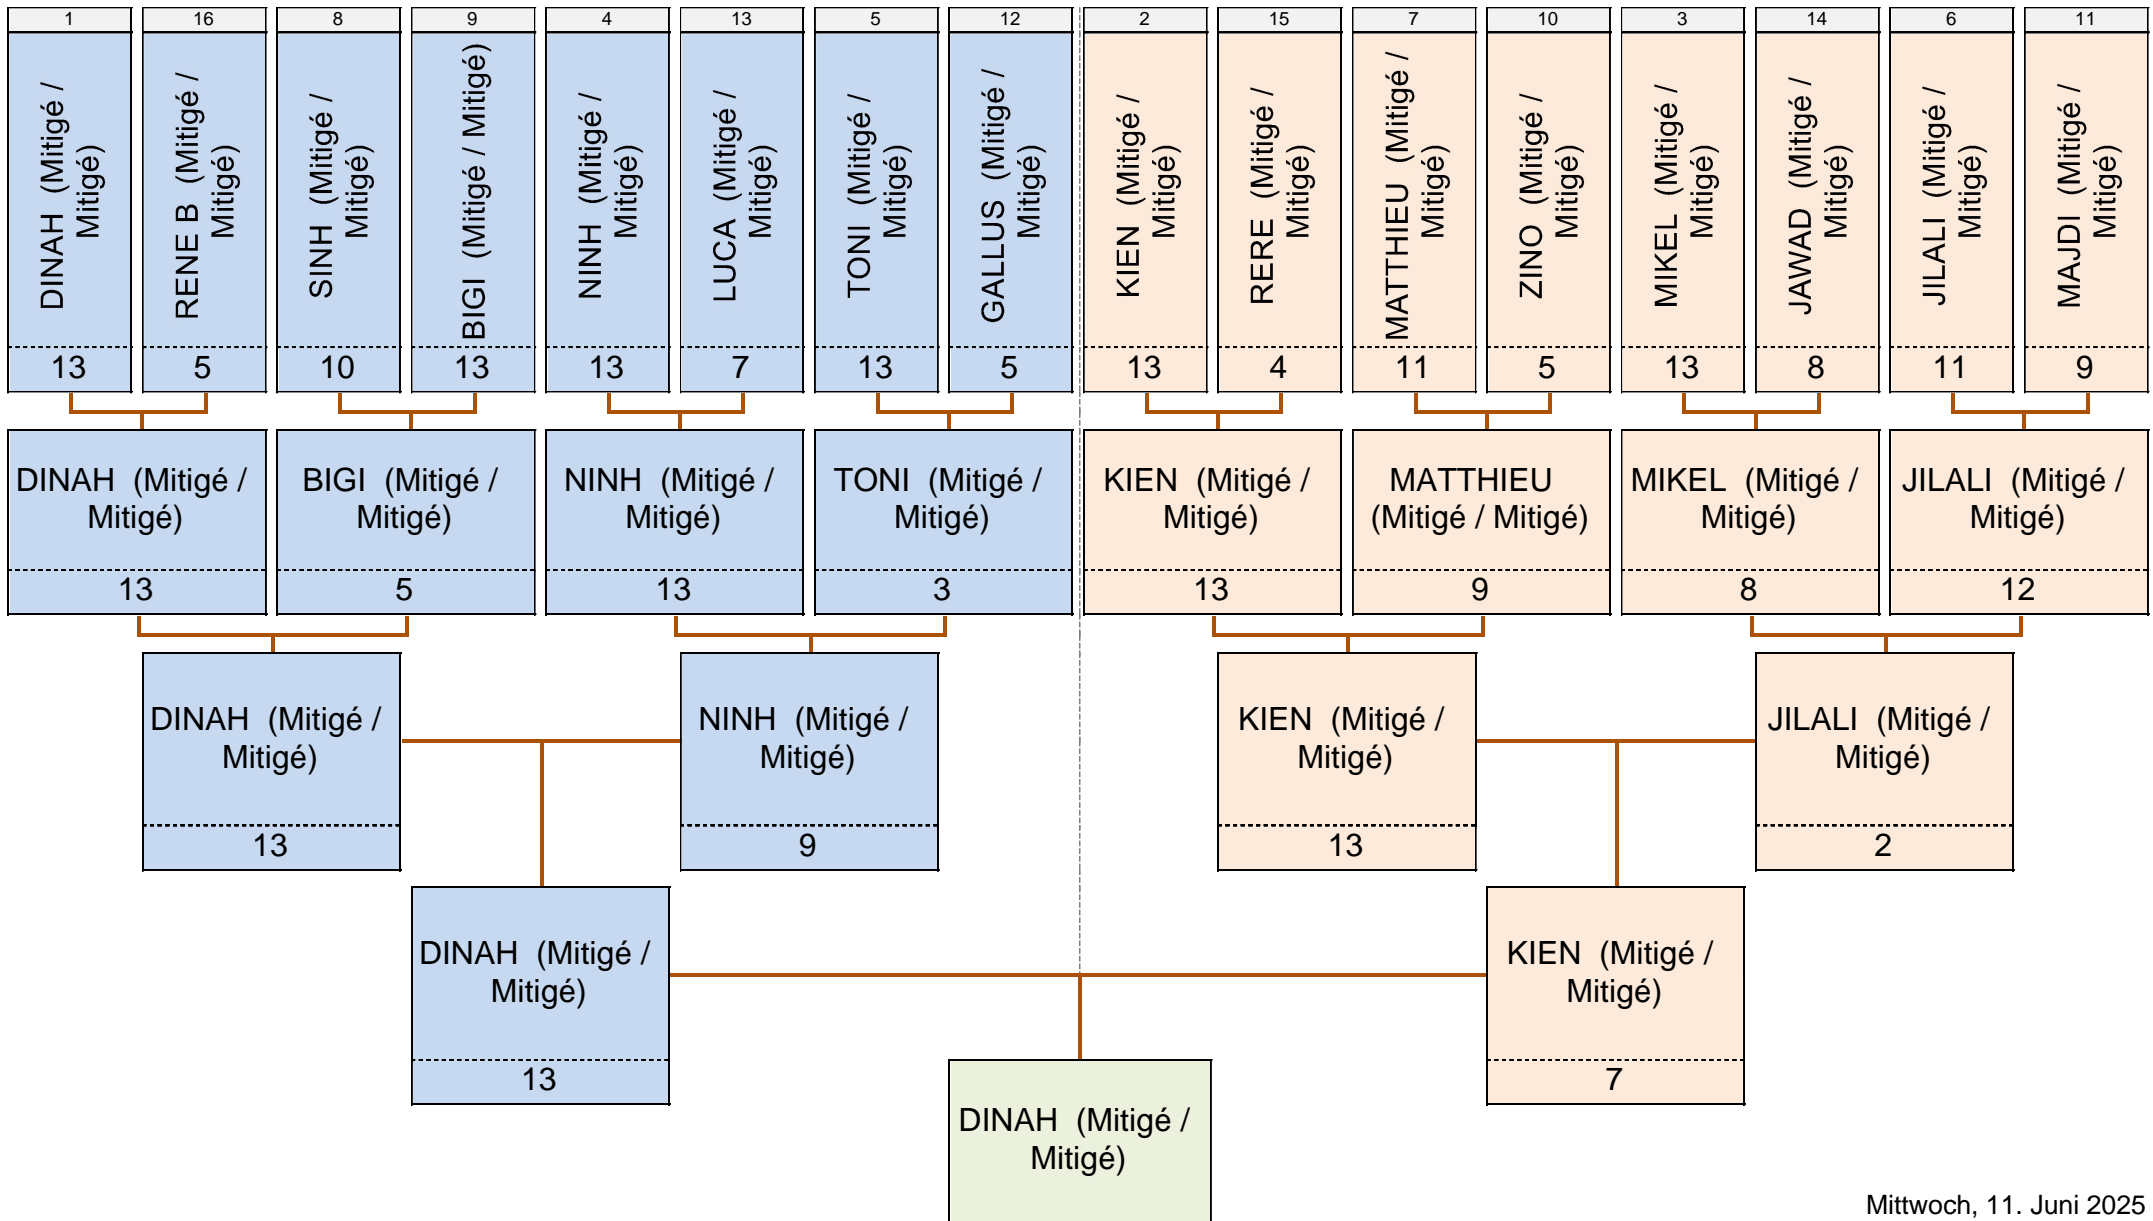 1 16 8 9 4 13 5 12 2 15 7 10 3 14 6 11
DINAH (Mitigé /
Mitigé)
RENE B (Mitigé /
Mitigé)
SINH (Mitigé /
Mitigé)
BIGI (Mitigé / Mitigé)
NINH (Mitigé /
Mitigé)
LUCA (Mitigé /
Mitigé)
TONI (Mitigé /
Mitigé)
GALLUS (Mitigé /
Mitigé)
KIEN (Mitigé /
Mitigé)
RERE (Mitigé /
Mitigé)
MATTHIEU (Mitigé /
Mitigé)
ZINO (Mitigé /
Mitigé)
MIKEL (Mitigé /
Mitigé)
JAWAD (Mitigé /
Mitigé)
JILALI (Mitigé /
Mitigé)
MAJDI (Mitigé /
Mitigé)
13 5 10 13 13 7 13 5 13 4 11 5 13 8 11 9
DINAH (Mitigé /
Mitigé)
BIGI (Mitigé /
Mitigé)
NINH (Mitigé /
Mitigé)
TONI (Mitigé /
Mitigé)
KIEN (Mitigé /
Mitigé)
MATTHIEU
(Mitigé / Mitigé)
MIKEL (Mitigé /
Mitigé)
JILALI (Mitigé /
Mitigé)
13 5 13 3 13 9 8 12
DINAH (Mitigé /
Mitigé)
NINH (Mitigé /
Mitigé)
KIEN (Mitigé /
Mitigé)
JILALI (Mitigé /
Mitigé)
13 9 13 2
DINAH (Mitigé /
Mitigé)
KIEN (Mitigé /
Mitigé)
13 7
DINAH (Mitigé /
Mitigé)
Mittwoch, 11. Juni 2025